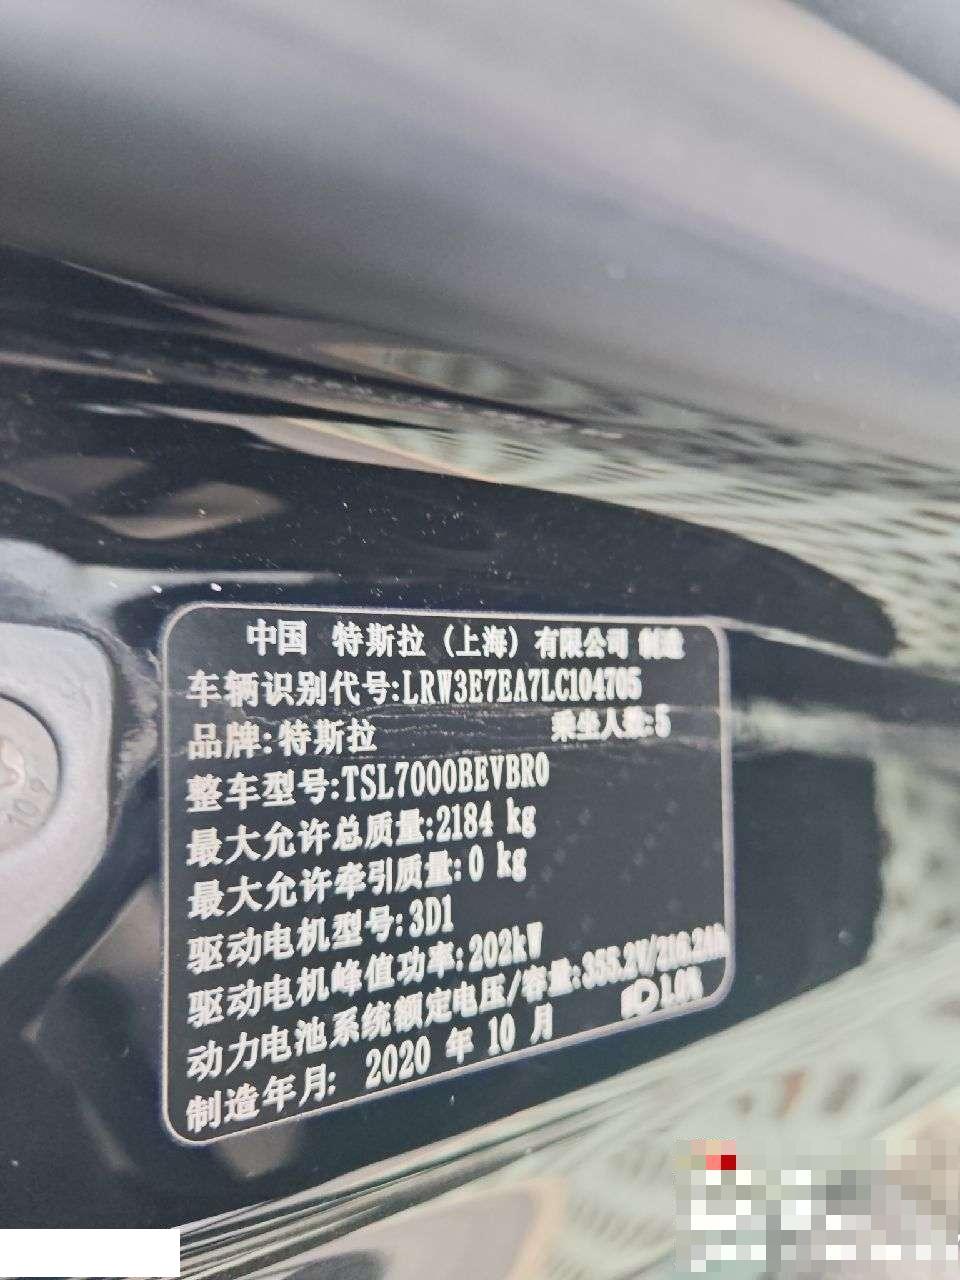 中国 特斯拉 (上海) 有限公司 制造
车辆识别代号:LRW3E7EA7LC104705
品牌:特斯拉 乘坐人数:5
整车型号:TSL7000BEVBR0
最大允许总质量:2184 kg
最大允许牵引质量:0 kg
驱动电机型号:3D1
驱动电机峰值功率:202kW
动力电池系统额定电压/容量:355.2V/216.2Ah
制造年月: 2020 年 10 月